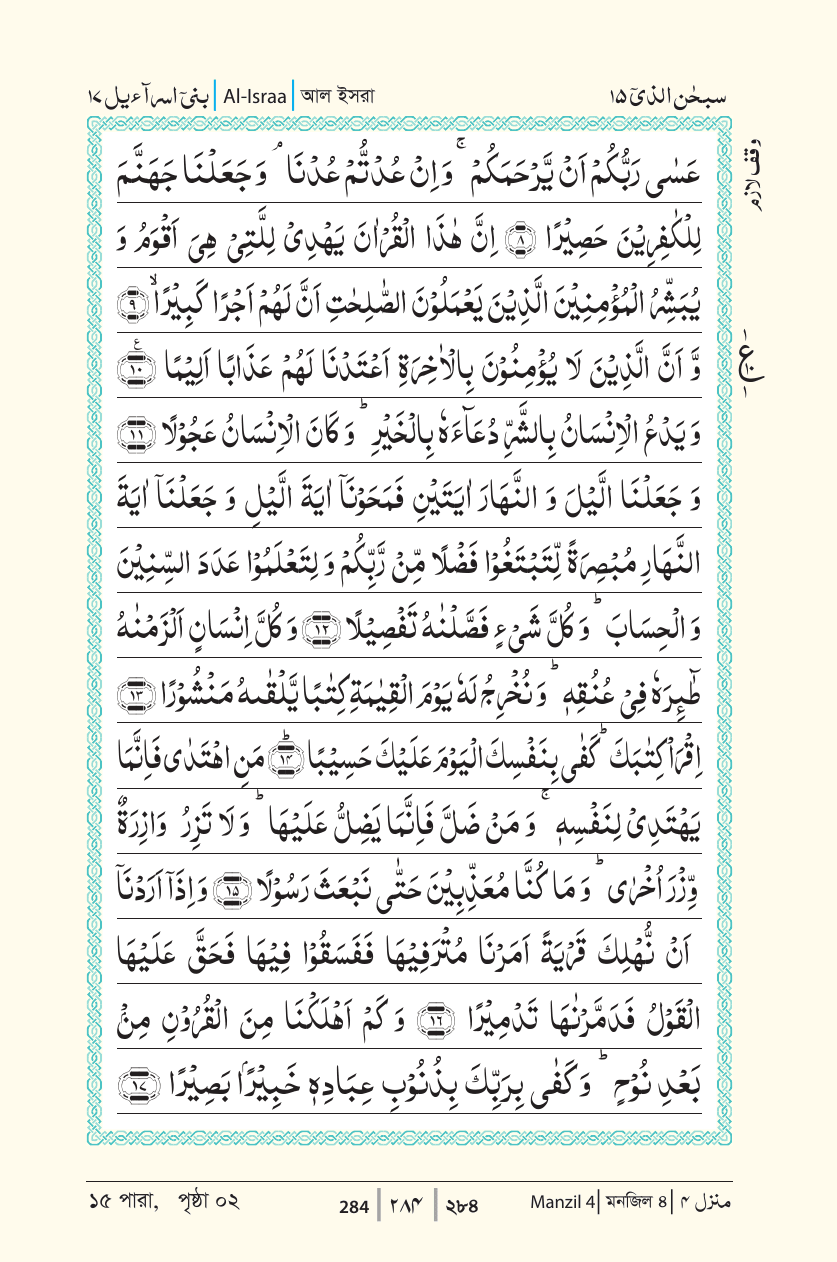 بنیٓ اسرآءیل ۱۷ | Al-Israa | আল ইসরা
سبحٰن الذیٓ ۱۵
وقف لازم
عَسٰی رَبُّكُمْ اَنْ یَّرْحَمَكُمْ ۚ وَاِنْ عُدْتُّمْ عُدْنَا ۘ وَ جَعَلْنَا جَهَنَّمَ
لِلْكٰفِرِیْنَ حَصِیْرًا ﴿۸﴾ اِنَّ هٰذَا الْقُرْاٰنَ یَهْدِیْ لِلَّتِیْ هِیَ اَقْوَمُ وَ
یُبَشِّرُ الْمُؤْمِنِیْنَ الَّذِیْنَ یَعْمَلُوْنَ الصّٰلِحٰتِ اَنَّ لَهُمْ اَجْرًا كَبِیْرًا ۙ﴿۹﴾
وَّ اَنَّ الَّذِیْنَ لَا یُؤْمِنُوْنَ بِالْاٰخِرَةِ اَعْتَدْنَا لَهُمْ عَذَابًا اَلِیْمًا ﴿۱۰﴾
وَ یَدْعُ الْاِنْسَانُ بِالشَّرِّ دُعَآءَهٗ بِالْخَیْرِ ؕ وَ كَانَ الْاِنْسَانُ عَجُوْلًا ﴿۱۱﴾
وَ جَعَلْنَا الَّیْلَ وَ النَّهَارَ اٰیَتَیْنِ فَمَحَوْنَاۤ اٰیَةَ الَّیْلِ وَ جَعَلْنَاۤ اٰیَةَ
النَّهَارِ مُبْصِرَةً لِّتَبْتَغُوْا فَضْلًا مِّنْ رَّبِّكُمْ وَ لِتَعْلَمُوْا عَدَدَ السِّنِیْنَ
وَ الْحِسَابَ ؕ وَ كُلَّ شَیْءٍ فَصَّلْنٰهُ تَفْصِیْلًا ﴿۱۲﴾ وَ كُلَّ اِنْسَانٍ اَلْزَمْنٰهُ
طٰٓئِرَهٗ فِیْ عُنُقِهٖ ؕ وَ نُخْرِجُ لَهٗ یَوْمَ الْقِیٰمَةِ كِتٰبًا یَّلْقٰىهُ مَنْشُوْرًا ﴿۱۳﴾
اِقْرَاْ كِتٰبَكَ ؕ كَفٰی بِنَفْسِكَ الْیَوْمَ عَلَیْكَ حَسِیْبًا ﴿ؕ۱۴﴾ مَنِ اهْتَدٰی فَاِنَّمَا
یَهْتَدِیْ لِنَفْسِهٖ ۚ وَ مَنْ ضَلَّ فَاِنَّمَا یَضِلُّ عَلَیْهَا ؕ وَ لَا تَزِرُ وَازِرَةٌ
وِّزْرَ اُخْرٰی ؕ وَ مَا كُنَّا مُعَذِّبِیْنَ حَتّٰی نَبْعَثَ رَسُوْلًا ﴿۱۵﴾ وَ اِذَاۤ اَرَدْنَاۤ
اَنْ نُّهْلِكَ قَرْیَةً اَمَرْنَا مُتْرَفِیْهَا فَفَسَقُوْا فِیْهَا فَحَقَّ عَلَیْهَا
الْقَوْلُ فَدَمَّرْنٰهَا تَدْمِیْرًا ﴿۱۶﴾ وَ كَمْ اَهْلَكْنَا مِنَ الْقُرُوْنِ مِنْۢ
بَعْدِ نُوْحٍ ؕ وَ كَفٰی بِرَبِّكَ بِذُنُوْبِ عِبَادِهٖ خَبِیْرًۢا بَصِیْرًا ﴿۱۷﴾
১৫ পারা, পৃষ্ঠা ০২
284 | ۲۸۴ | ২৮৪
Manzil 4 | মনজিল ৪ | منزل ۴